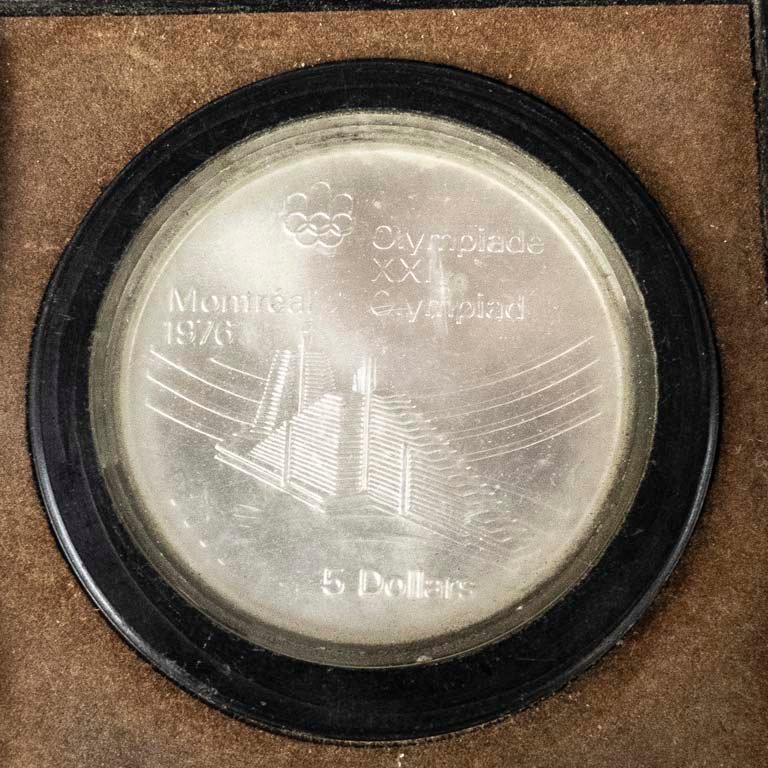 Olympiade
XXI
Olympiad
Montréal
1976
5 Dollars